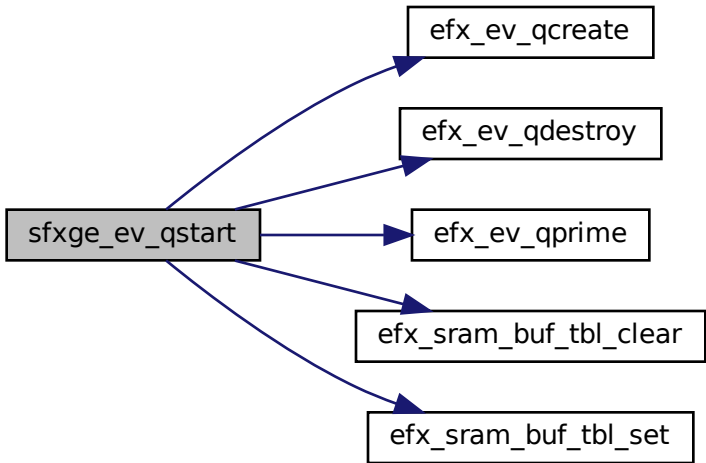 efx_ev_qcreate
efx_ev_qdestroy
sfxge_ev_qstart
efx_ev_qprime
efx_sram_buf_tbl_clear
efx_sram_buf_tbl_set